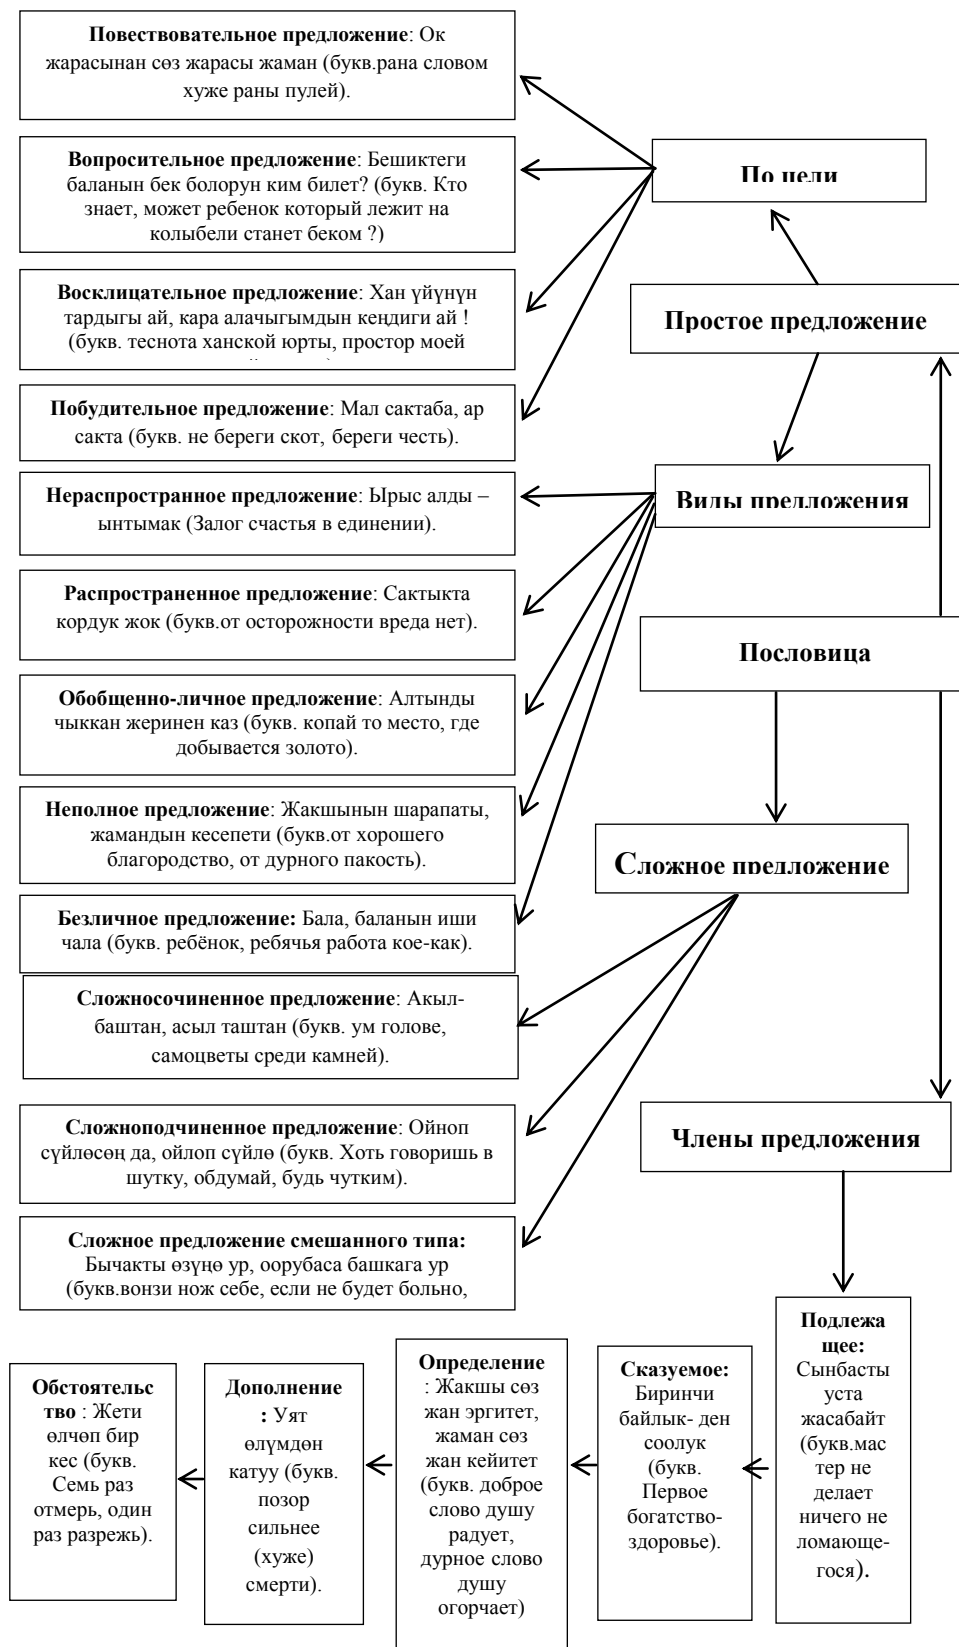 Повествовательное предложение: Ок
жарасынан сөз жарасы жаман (букв.рана словом
хуже раны пулей).
Вопросительное предложение: Бешиктеги
баланын бек болорун ким билет? (букв. Кто
знает, может ребенок который лежит на
колыбели станет беком ?)
Восклицательное предложение: Хан үйүнүн
тардыгы ай, кара алачыгымдын кеңдиги ай !
(букв. теснота ханской юрты, простор моей
Побудительное предложение: Мал сактаба, ар
сакта (букв. не береги скот, береги честь).
Нераспространное предложение: Ырыс алды –
ынтымак (Залог счастья в единении).
Распространенное предложение: Сактыкта
кордук жок (букв.от осторожности вреда нет).
Обобщенно-личное предложение: Алтынды
чыккан жеринен каз (букв. копай то место, где
добывается золото).
Неполное предложение: Жакшынын шарапаты,
жамандын кесепети (букв.от хорошего
благородство, от дурного пакость).
Безличное предложение: Бала, баланын иши
чала (букв. ребёнок, ребячья работа кое-как).
Сложносочиненное предложение: Акыл-
баштан, асыл таштан (букв. ум голове,
самоцветы среди камней).
Сложноподчиненное предложение: Ойноп
сүйлөсөң да, ойлоп сүйлө (букв. Хоть говоришь в
шутку, обдумай, будь чутким).
Сложное предложение смешанного типа:
Бычакты өзүңө ур, оорубаса башкага ур
(букв.вонзи нож себе, если не будет больно,
По цели
Простое предложение
Виды предложения
Пословица
Сложное предложение
Члены предложения
Подлежа
щее:
Сынбасты
уста
жасабайт
(букв.мас
тер не
делает
ничего не
ломающе-
гося).
Сказуемое:
Биринчи
байлык- ден
соолук
(букв.
Первое
богатство-
здоровье).
Определение
: Жакшы сөз
жан эргитет,
жаман сөз
жан кейитет
(букв. доброе
слово душу
радует,
дурное слово
душу
огорчает)
Дополнение
: Уят
өлүмдөн
катуу (букв.
позор
сильнее
(хуже)
смерти).
Обстоятельс
тво : Жети
өлчөп бир
кес (букв.
Семь раз
отмерь, один
раз разрежь).